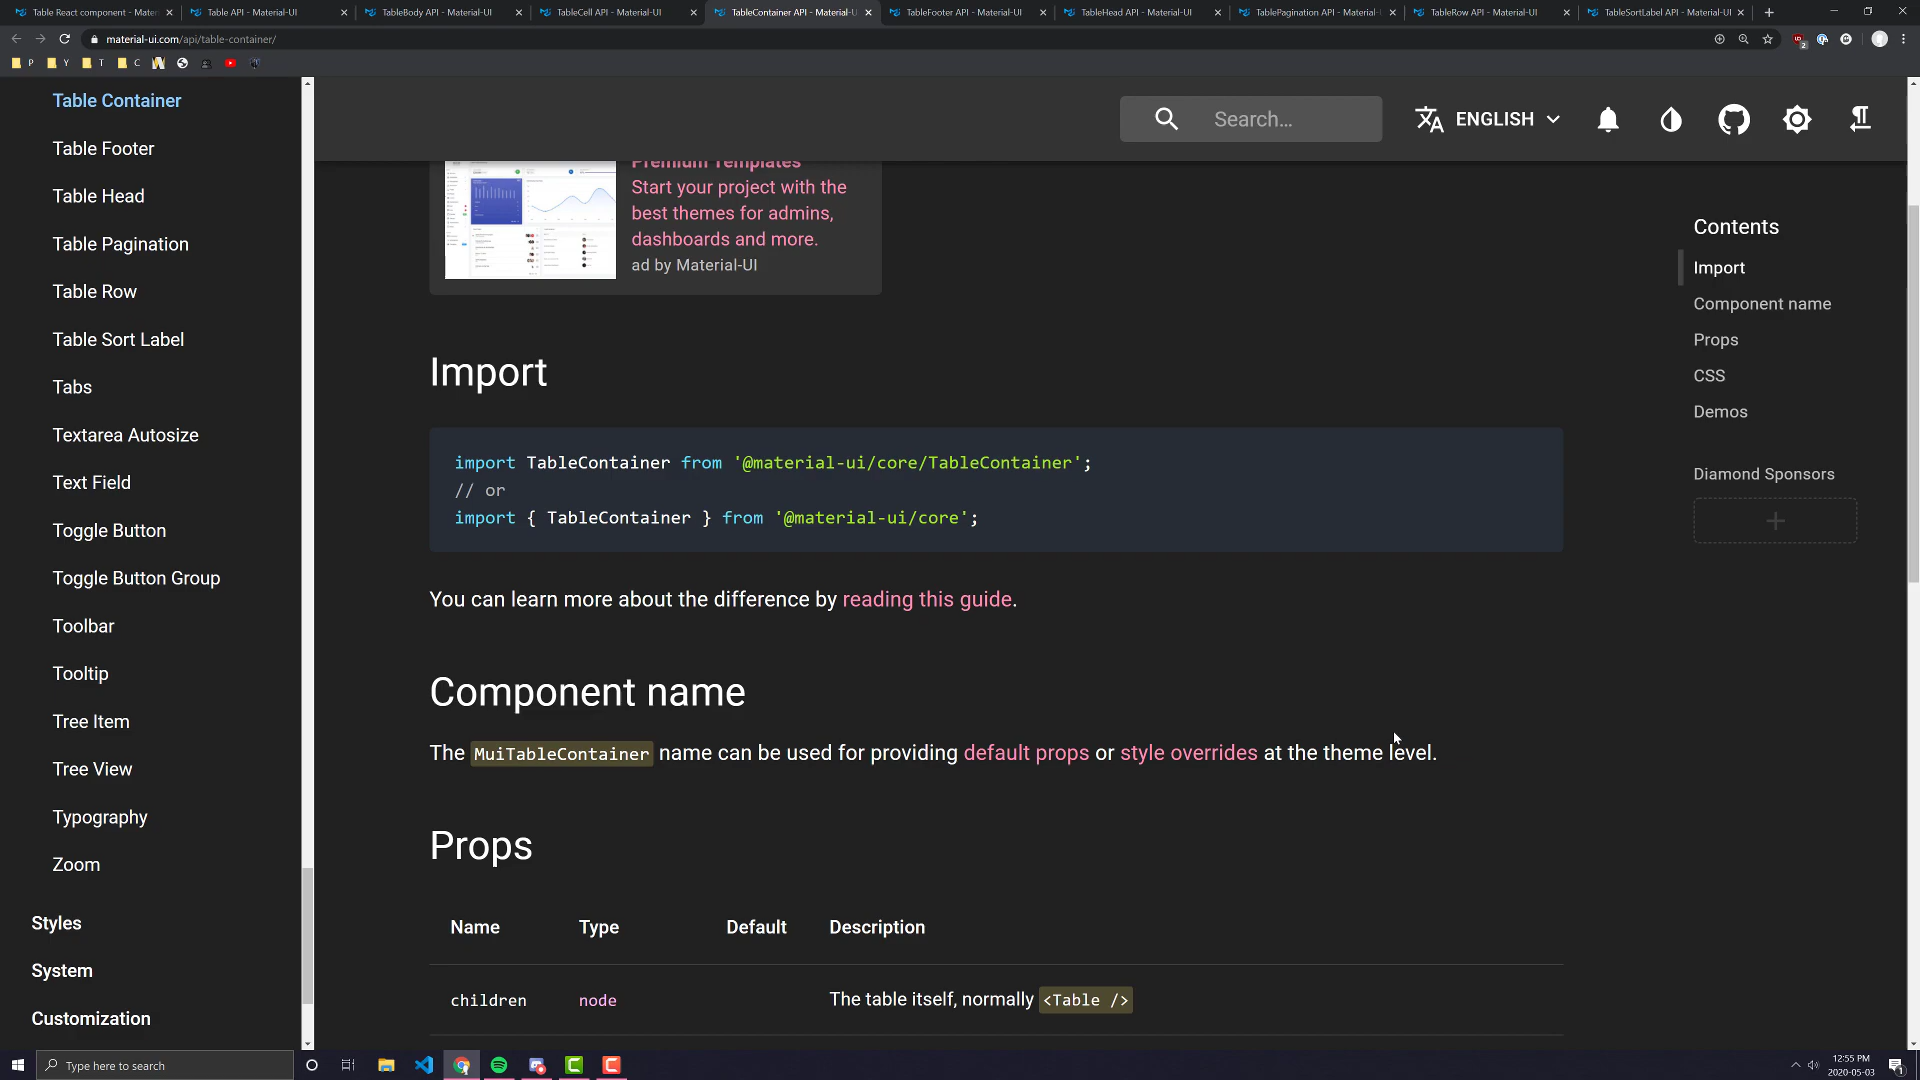 Table React component - Mater
Table API - Material-UI
TableBody API - Material-UI
TableCell API - Material-UI
TableContainer API - Material-U
TableFooter API - Material-UI
TableHead API - Material-UI
TablePagination API - Material-
TableRow API - Material-UI
TableSortLabel API - Material-UI
material-ui.com/api/table-container/
P
Y
T
C
Table Container
Table Footer
Table Head
Table Pagination
Table Row
Table Sort Label
Tabs
Textarea Autosize
Text Field
Toggle Button
Toggle Button Group
Toolbar
Tooltip
Tree Item
Tree View
Typography
Zoom
Styles
System
Customization
Search…
ENGLISH
Premium Templates
Start your project with the
best themes for admins,
dashboards and more.
ad by Material-UI
Import
import TableContainer from '@material-ui/core/TableContainer';
// or
import { TableContainer } from '@material-ui/core';
You can learn more about the difference by reading this guide.
Component name
The MuiTableContainer name can be used for providing default props or style overrides at the theme level.
Props
Name Type Default Description
children node The table itself, normally <Table />
Contents
Import
Component name
Props
CSS
Demos
Diamond Sponsors
Type here to search
12:55 PM
2020-05-03